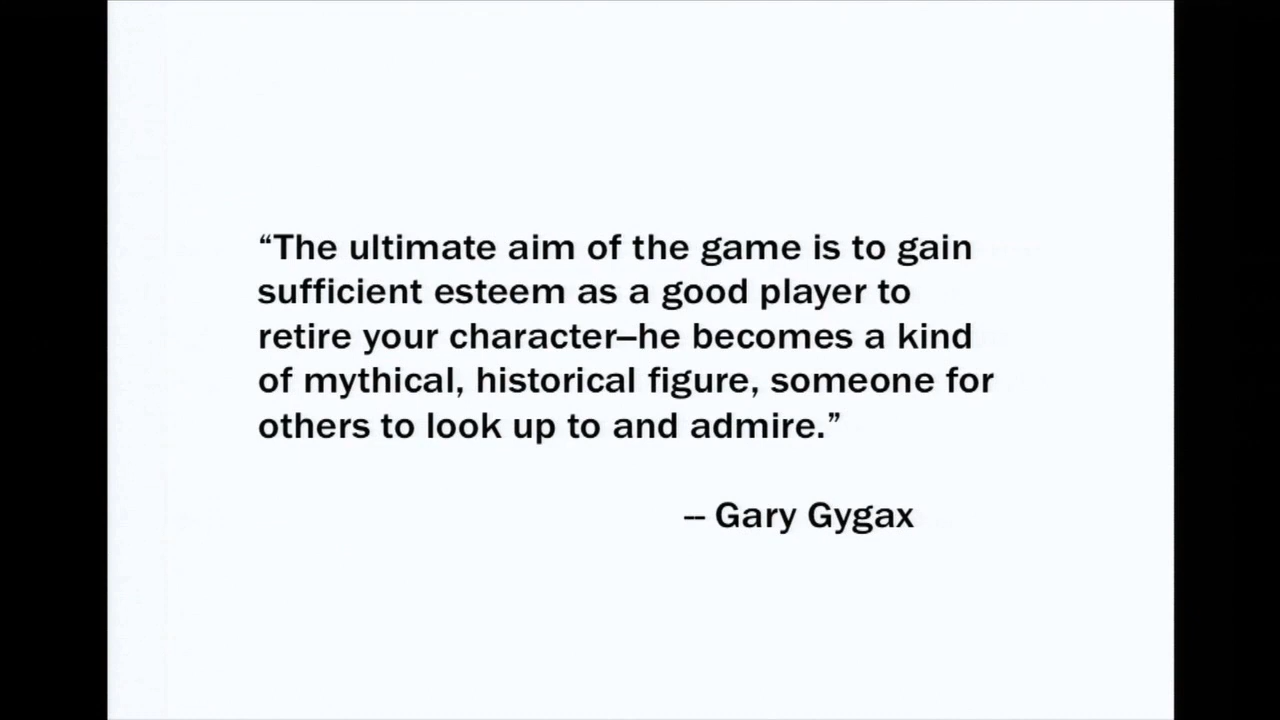 “The ultimate aim of the game is to gain
sufficient esteem as a good player to
retire your character–he becomes a kind
of mythical, historical figure, someone for
others to look up to and admire.”
-- Gary Gygax